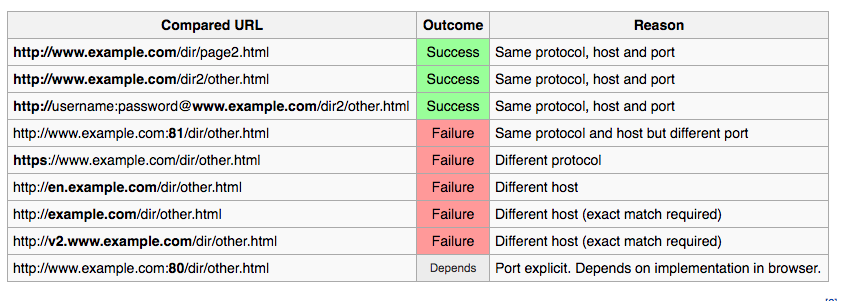 Compared URL Outcome Reason
http://www.example.com/dir/page2.html Success Same protocol, host and port
http://www.example.com/dir2/other.html Success Same protocol, host and port
http://username:password@www.example.com/dir2/other.html Success Same protocol, host and port
http://www.example.com:81/dir/other.html Failure Same protocol and host but different port
https://www.example.com/dir/other.html Failure Different protocol
http://en.example.com/dir/other.html Failure Different host
http://example.com/dir/other.html Failure Different host (exact match required)
http://v2.www.example.com/dir/other.html Failure Different host (exact match required)
http://www.example.com:80/dir/other.html Depends Port explicit. Depends on implementation in browser.